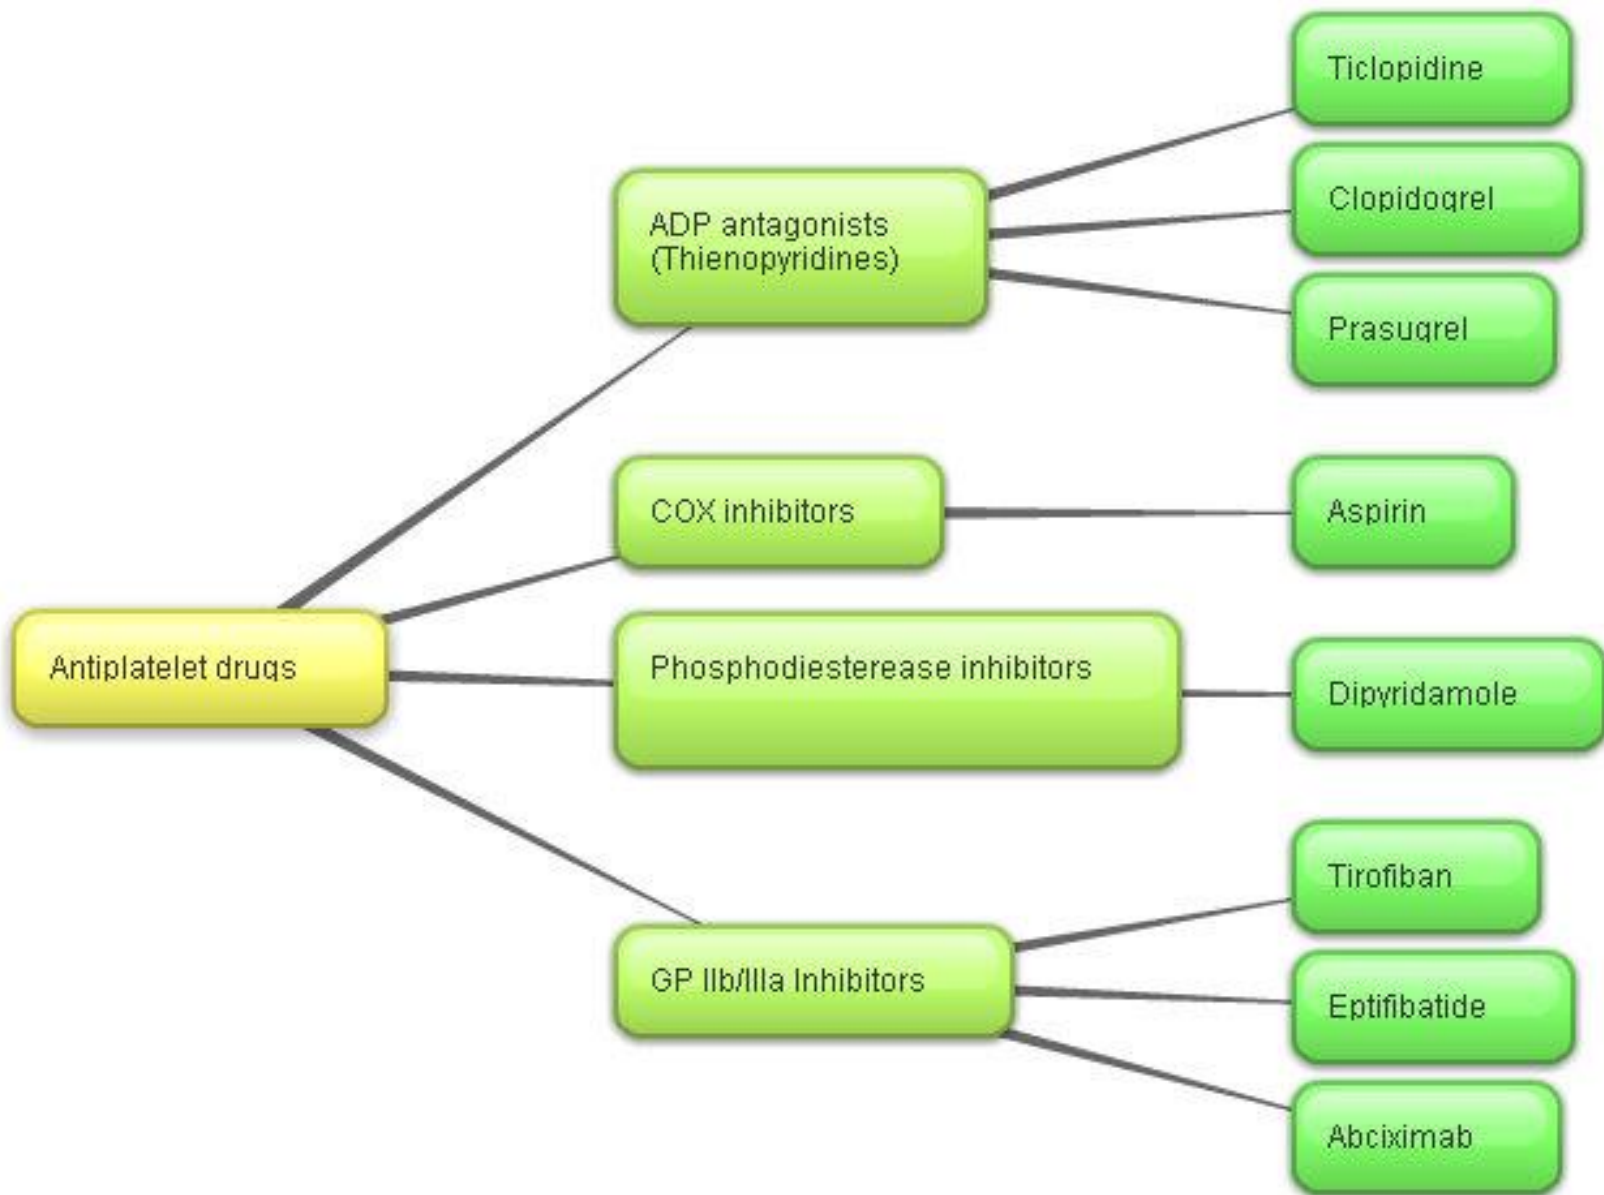 Ticlopidine
Clopidogrel
Prasugrel
ADP antagonists
(Thienopyridines)
COX inhibitors
Aspirin
Antiplatelet drugs
Phosphodiesterease inhibitors
Dipyridamole
Tirofiban
GP IIb/IIIa Inhibitors
Eptifibatide
Abciximab